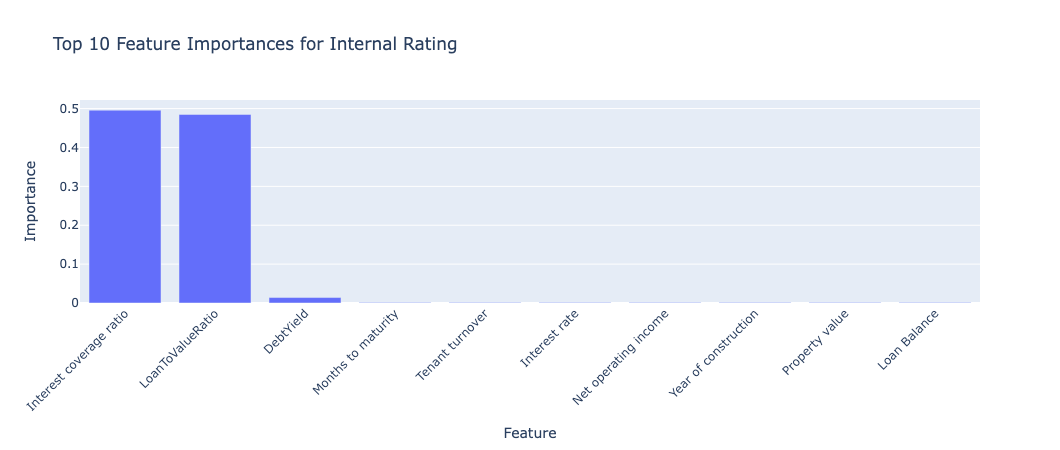 Top 10 Feature Importances for Internal Rating
Importance
0.5
0.4
0.3
0.2
0.1
0
Interest coverage ratio
LoanToValueRatio
DebtYield
Months to maturity
Tenant turnover
Interest rate
Net operating income
Year of construction
Property value
Loan Balance
Feature